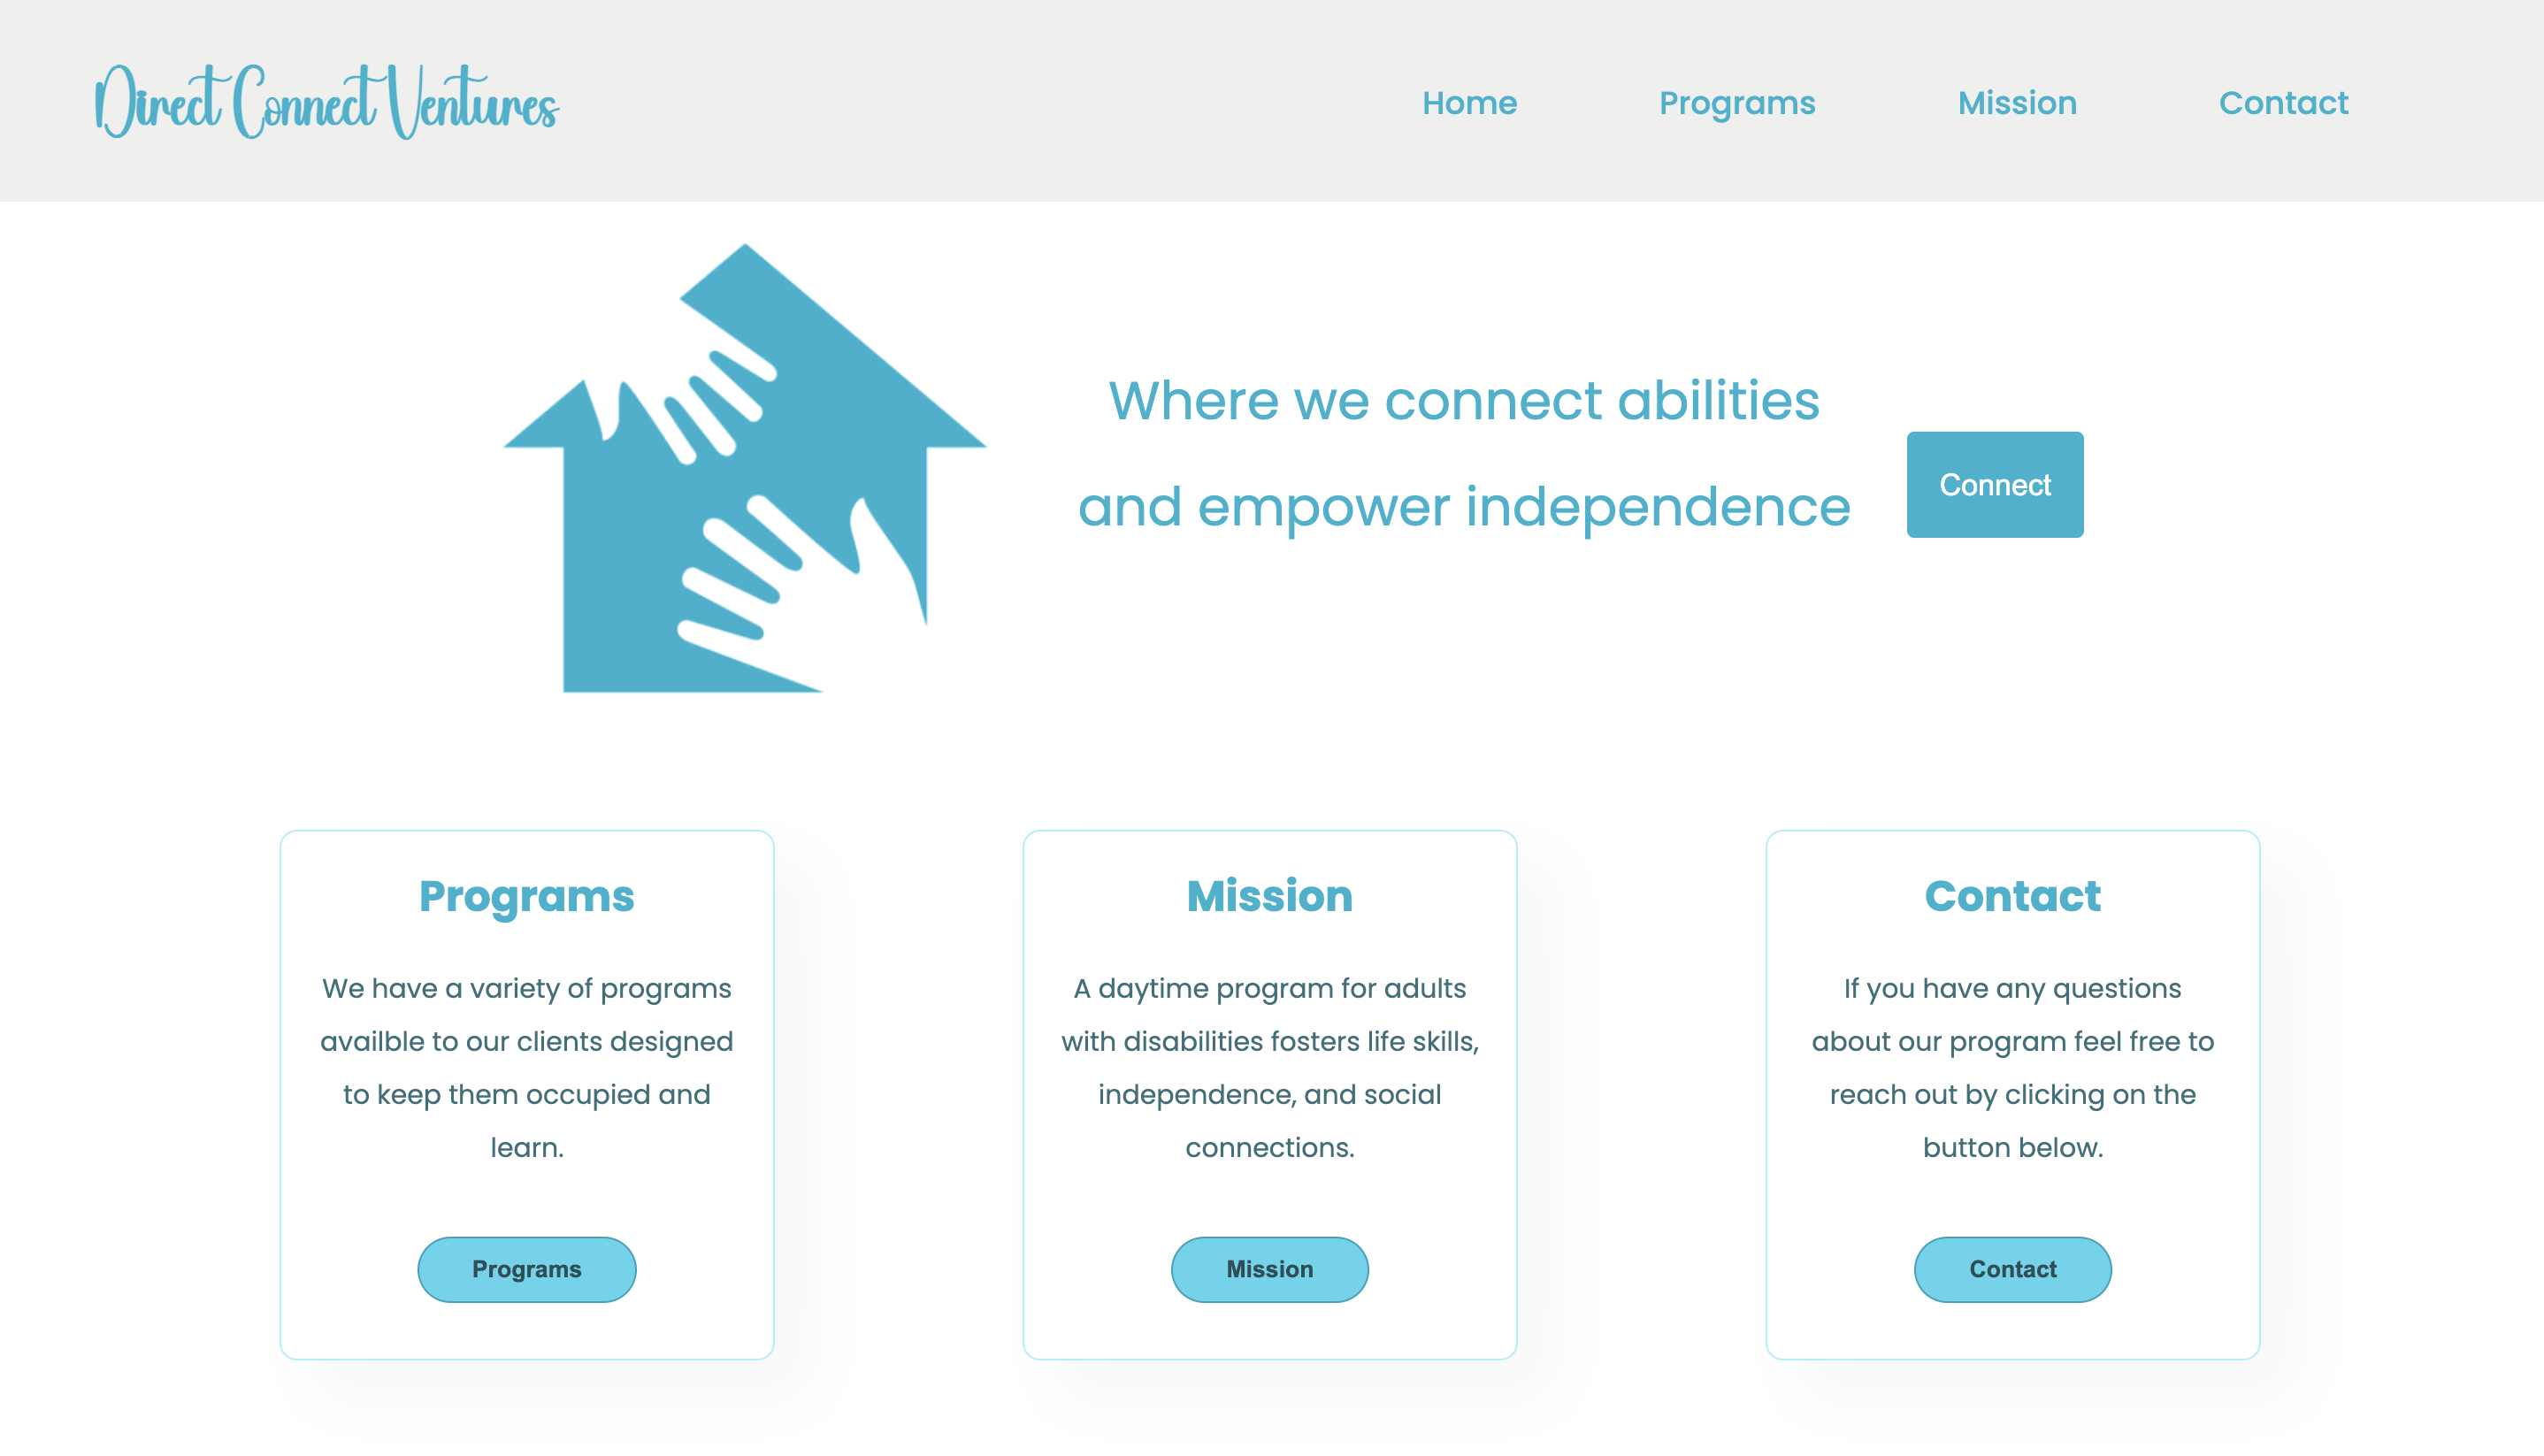 Direct Connect Ventures
Home
Programs
Mission
Contact
Where we connect abilities
and empower independence
Connect
Programs
We have a variety of programs
availble to our clients designed
to keep them occupied and
learn.
Programs
Mission
A daytime program for adults
with disabilities fosters life skills,
independence, and social
connections.
Mission
Contact
If you have any questions
about our program feel free to
reach out by clicking on the
button below.
Contact